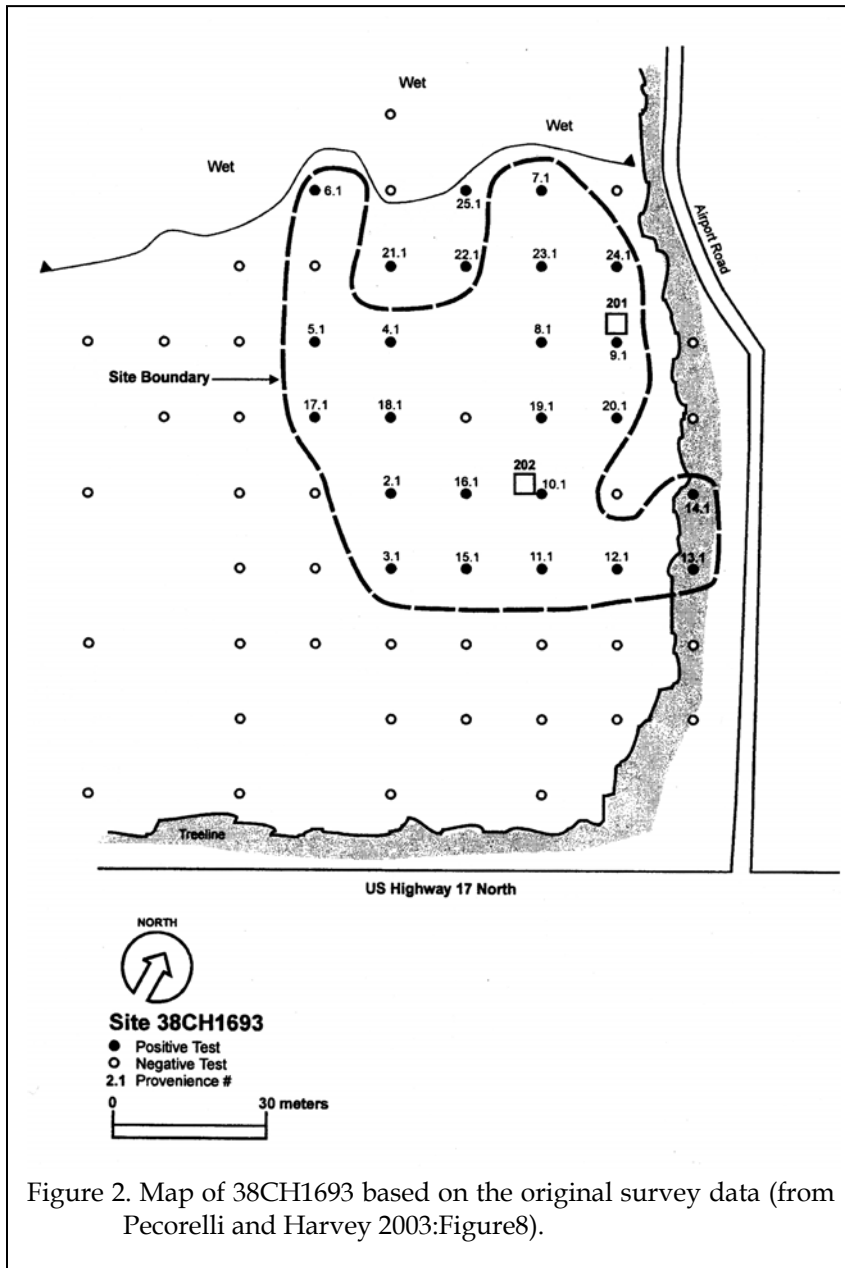 Wet
Wet
Wet
Airport Road
6.1
7.1
25.1
21.1
22.1
23.1
24.1
201
5.1
4.1
8.1
9.1
Site Boundary
17.1
18.1
19.1
20.1
202
2.1
16.1
10.1
14.1
3.1
15.1
11.1
12.1
13.1
Treeline
US Highway 17 North
NORTH
Site 38CH1693
Positive Test
Negative Test
2.1 Provenience #
0 30 meters
Figure 2. Map of 38CH1693 based on the original survey data (from
Pecorelli and Harvey 2003:Figure8).